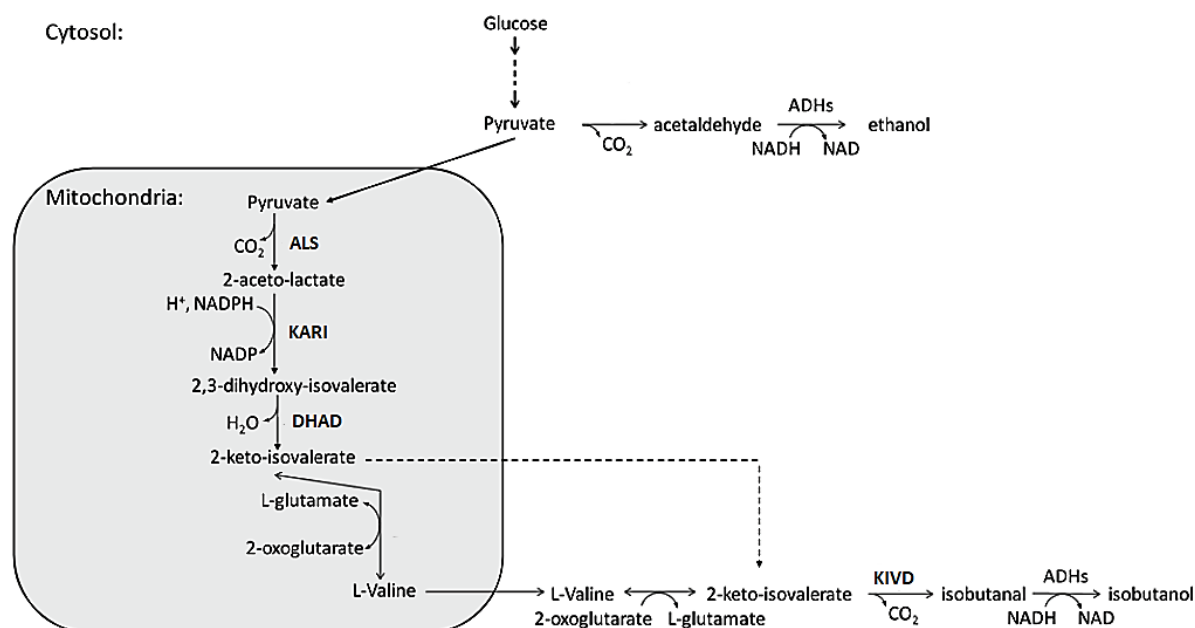 Cytosol:
Glucose
Pyruvate
CO2
acetaldehyde
ADHs
NADH
NAD
ethanol
Mitochondria:
Pyruvate
CO2
ALS
2-aceto-lactate
H+, NADPH
KARI
NADP
2,3-dihydroxy-isovalerate
H2O
DHAD
2-keto-isovalerate
L-glutamate
2-oxoglutarate
L-Valine
L-Valine
2-oxoglutarate
L-glutamate
2-keto-isovalerate
KIVD
CO2
isobutanal
ADHs
NADH
NAD
isobutanol